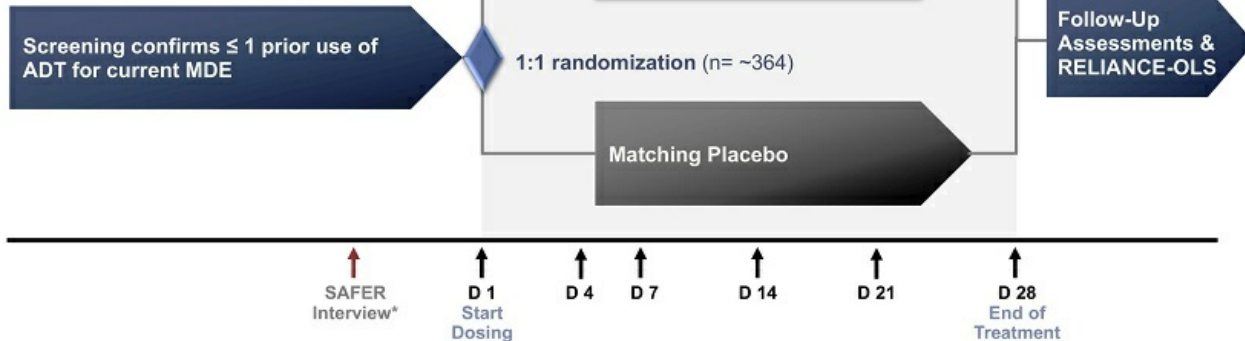 Screening confirms ≤ 1 prior use of
ADT for current MDE
1:1 randomization (n= ~364)
Follow-Up
Assessments &
RELIANCE-OLS
Matching Placebo
SAFER
Interview*
D 1
Start
Dosing
D 4
D 7
D 14
D 21
D 28
End of
Treatment